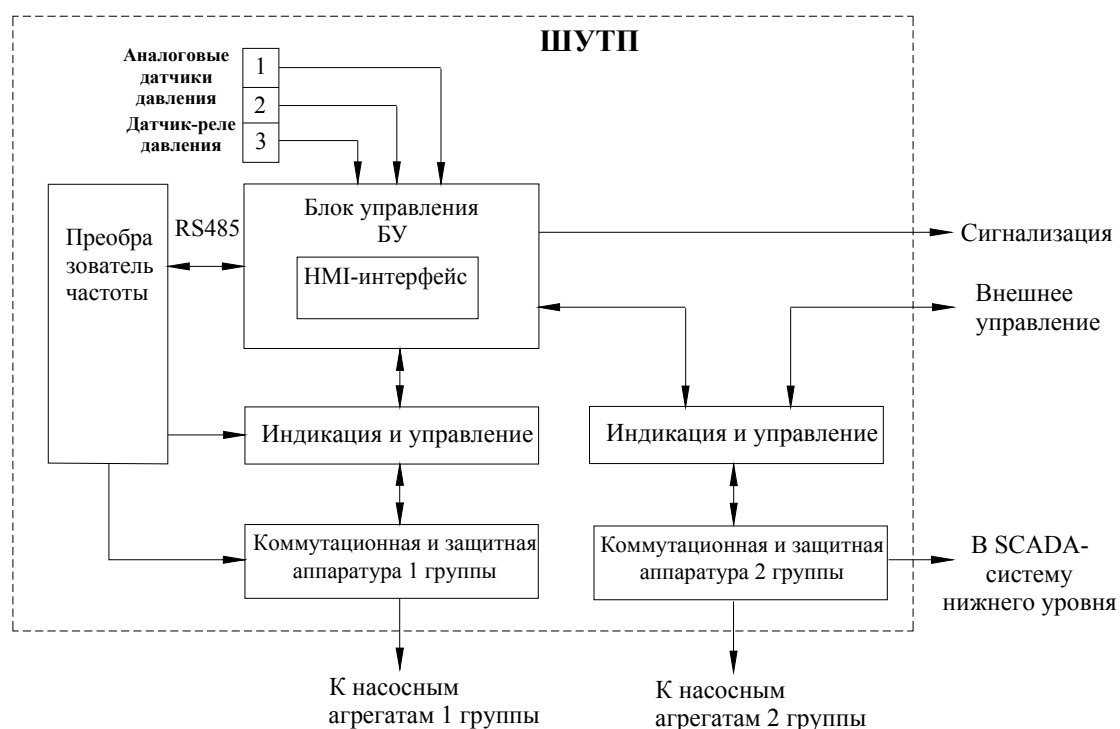 ШУТП
Аналоговые
датчики
давления
1
2
Датчик-реле
давления
3
Преобра
зователь
частоты
RS485
Блок управления
БУ
HMI-интерфейс
Сигнализация
Внешнее
управление
Индикация и управление
Индикация и управление
Коммутационная и защитная
аппаратура 1 группы
Коммутационная и защитная
аппаратура 2 группы
В SCADA-
систему
нижнего уровня
К насосным
агрегатам 1 группы
К насосным
агрегатам 2 группы